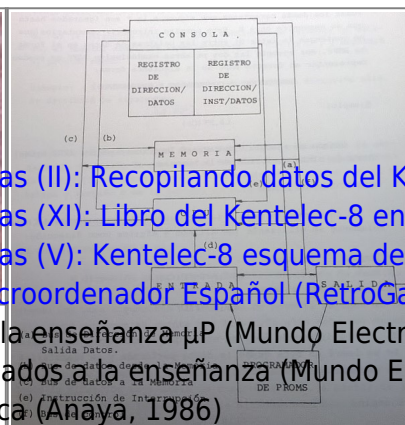 CONSOLA
REGISTRO DE DIRECCION/ DATOS
REGISTRO DE DIRECCION/ INST/DATOS
(c)
(b)
MEMORIA
(a)
as (II): Recopilando datos del K
(e)
as (XI): Libro del Kentelec-8 en
(d)
as (V): Kentelec-8 esquema de
ENTRADA
SALIDA
croordenador Español (RetroGa
la enseñanza µP (Mundo Electr
Salida Datos.
ados, a la enseñanza (Mundo E
PROGRAMADOR DE PROMS
(c) Bus de datos a la Memoria
(e) Instrucción de Interrupción
ca (Anaya, 1986)